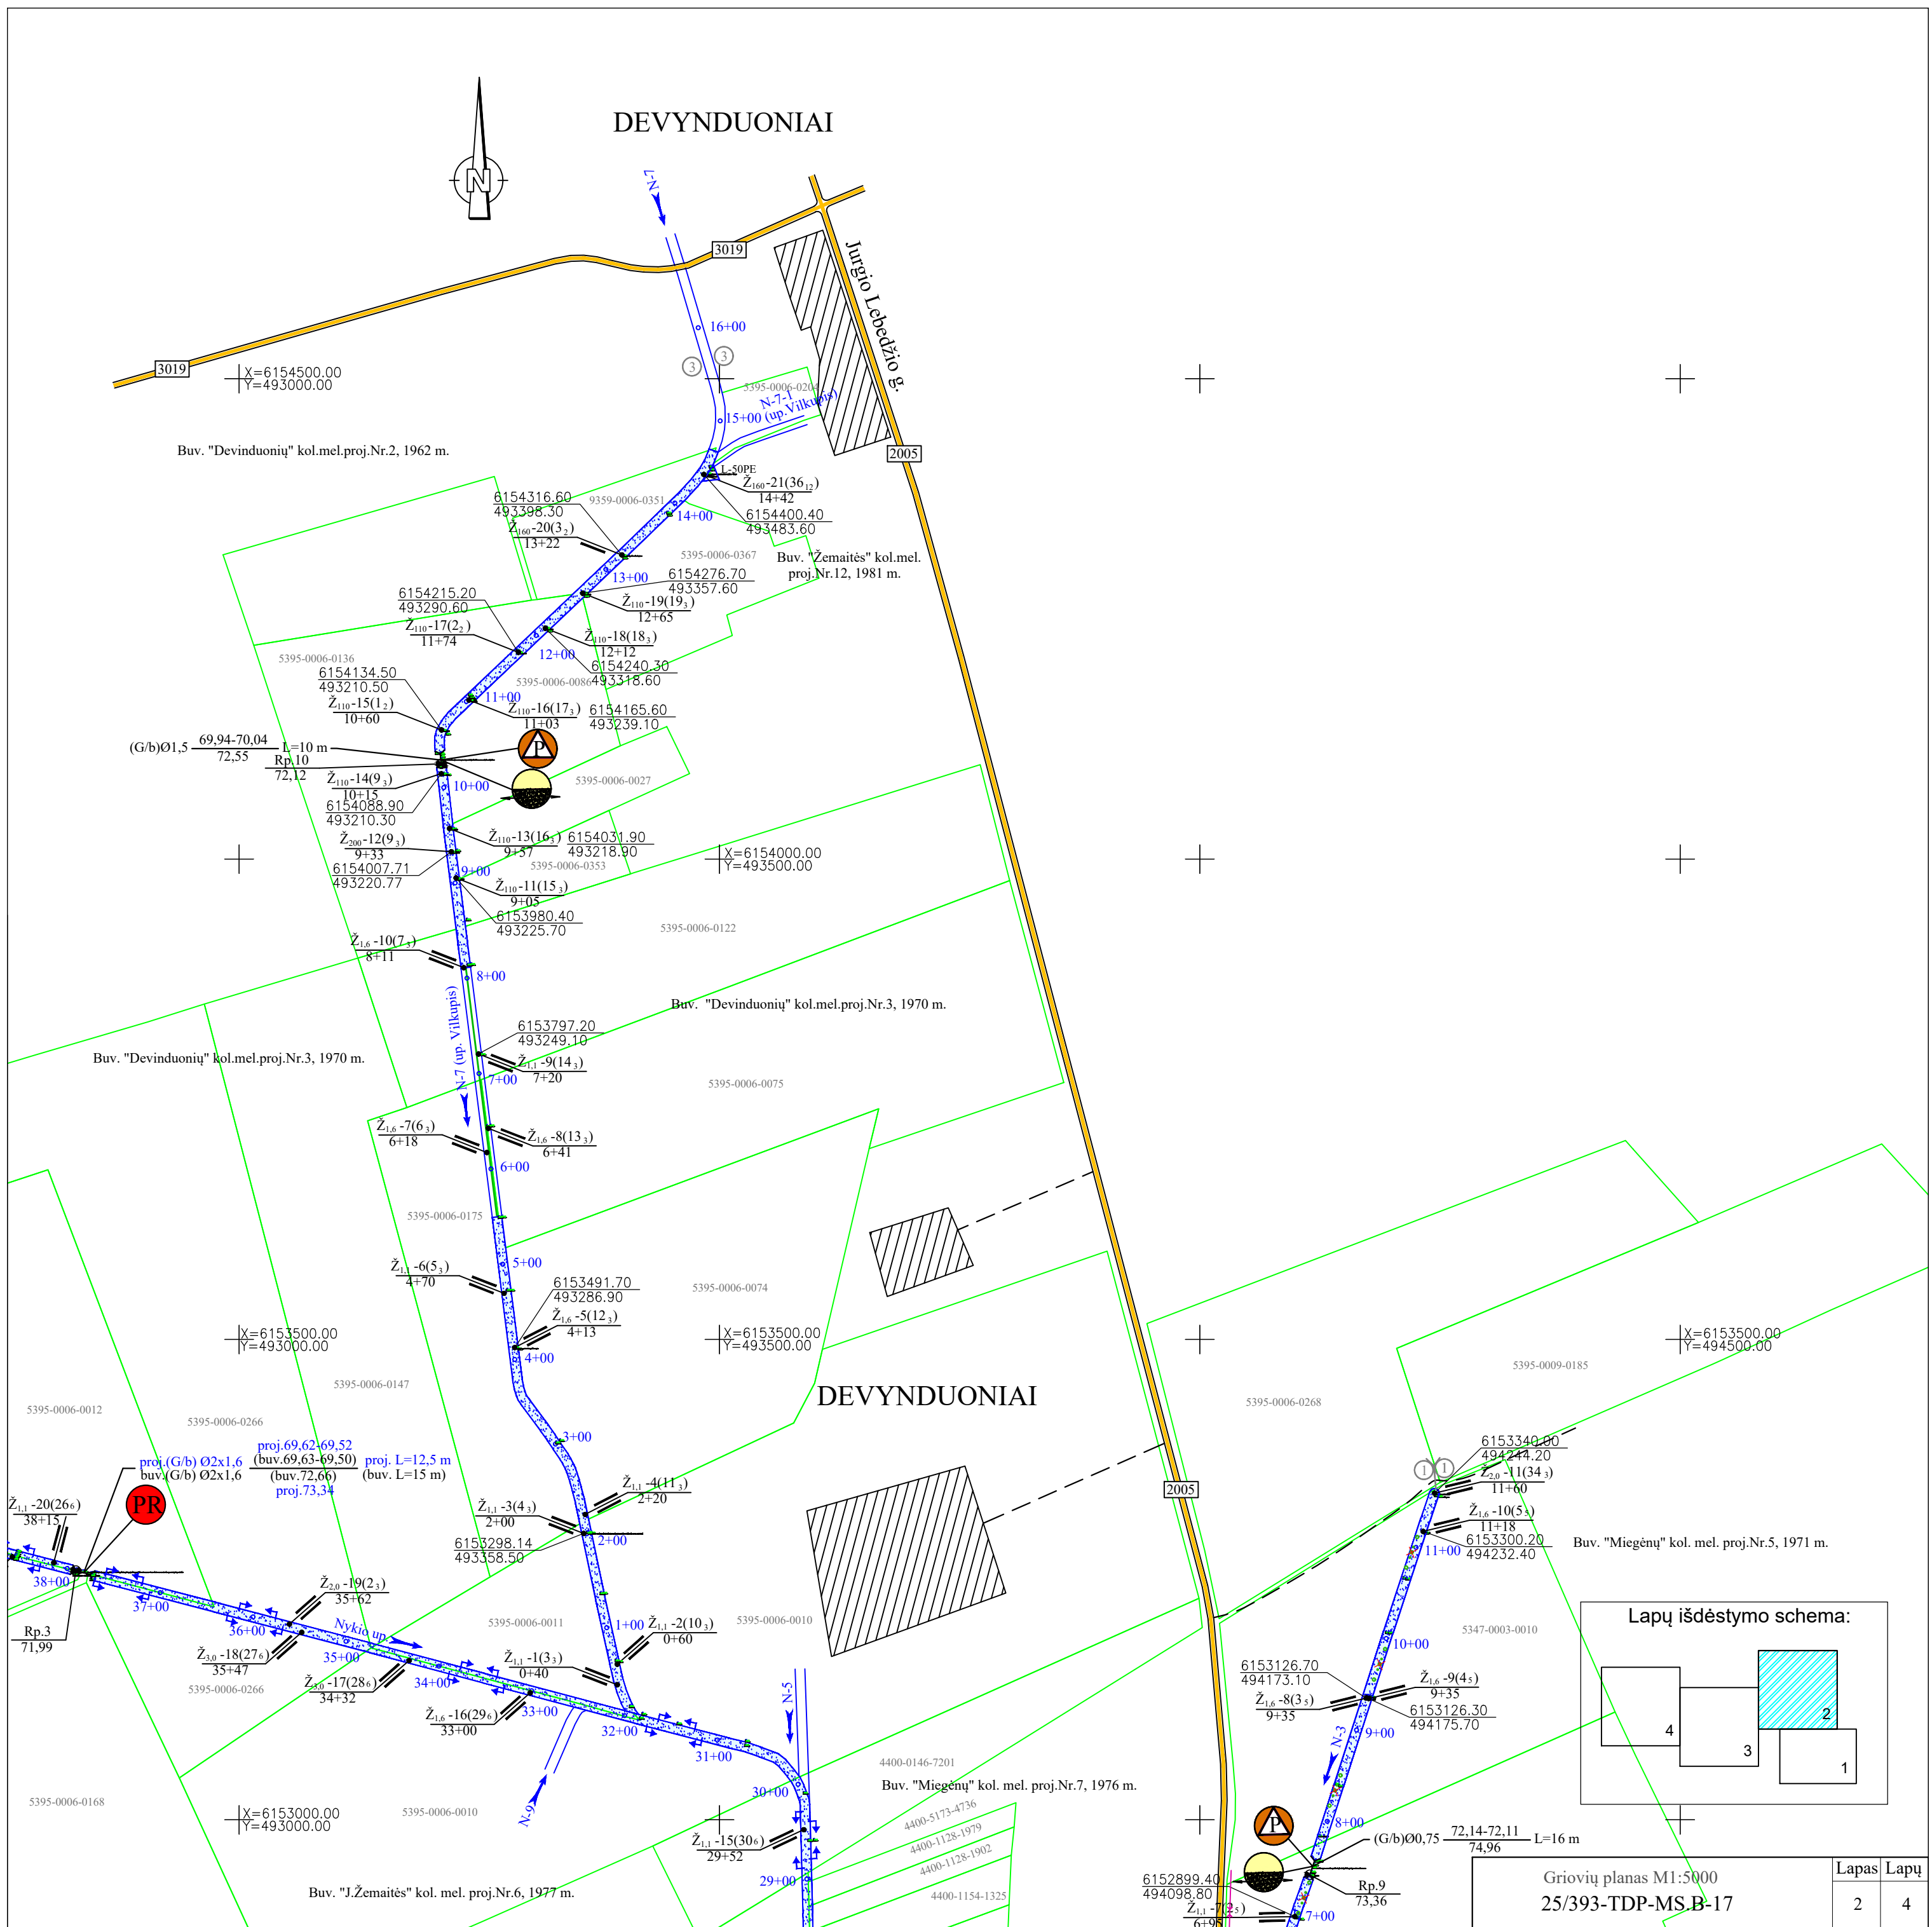 DEVYNDUONIAI
N
N-7
3019
Jurgio Lebedžio g.
16+00
3
3
3019
X=6154500.00
Y=493000.00
5395-0006-0204
N-7-1
(up.Vilkupis)
15+00
Buv. "Devinduonių" kol.mel.proj.Nr.2, 1962 m.
2005
L-50PE
Ž160-21(36₁₂)
14+42
6154316.60
493398.30
9359-0006-0351
14+00
6154400.40
493483.60
Ž160-20(3₂)
13+22
5395-0006-0367
Buv. "Žemaitės" kol.mel.
proj.Nr.12, 1981 m.
13+00
6154276.70
493357.60
6154215.20
493290.60
Ž110-19(19₃)
12+65
Ž110-17(2₂)
11+74
Ž110-18(18₃)
12+12
12+00
6154240.30
493318.60
5395-0006-0136
6154134.50
493210.50
5395-0006-0086
11+00
Ž110-15(1₂)
10+60
Ž110-16(17₃)
11+03
6154165.60
493239.10
(G/b)Ø1,5
69,94-70,04
72,55
L=10 m
P
Rp.10
72,12
Ž110-14(9₃)
10+15
10+00
5395-0006-0027
6154088.90
493210.30
Ž200-12(9₃)
9+33
Ž110-13(16₃)
9+57
6154031.90
493218.90
6154007.71
493220.77
9+00
5395-0006-0353
X=6154000.00
Y=493500.00
Ž110-11(15₃)
9+05
6153980.40
493225.70
5395-0006-0122
Ž1,6-10(7₃)
8+11
8+00
Buv. "Devinduonių" kol.mel.proj.Nr.3, 1970 m.
N-7 (up. Vilkupis)
6153797.20
493249.10
Buv. "Devinduonių" kol.mel.proj.Nr.3, 1970 m.
Ž1,1-9(14₃)
7+20
7+00
5395-0006-0075
Ž1,6-7(6₃)
6+18
Ž1,6-8(13₃)
6+41
6+00
5395-0006-0175
5+00
Ž1,1-6(5₃)
4+70
6153491.70
493286.90
5395-0006-0074
Ž1,6-5(12₃)
4+13
X=6153500.00
Y=493000.00
X=6153500.00
Y=493500.00
X=6153500.00
Y=494500.00
4+00
5395-0009-0185
5395-0006-0147
DEVYNDUONIAI
5395-0006-0268
5395-0006-0012
5395-0006-0266
3+00
proj.(G/b) Ø2x1,6
buv.(G/b) Ø2x1,6
proj.69,62-69,52
(buv.69,63-69,50)
(buv.72,66)
proj.73,34
proj. L=12,5 m
(buv. L=15 m)
6153340.00
494244.20
1
1
Ž2,0-11(34₃)
11+60
PR
Ž1,1-20(26₆)
38+15
Ž1,1-4(11₃)
2+20
2005
Ž1,1-3(4₃)
2+00
2+00
6153298.14
493358.50
Ž1,6-10(5₅)
11+18
6153300.20
494232.40
11+00
Buv. "Miegėnų" kol. mel. proj.Nr.5, 1971 m.
38+00
37+00
Ž2,0-19(2₃)
35+62
36+00
Nykio up.
5395-0006-0011
1+00
Ž1,1-2(10₃)
0+60
5395-0006-0010
5347-0003-0010
10+00
Lapų išdėstymo schema:
4
3
2
1
Rp.3
71,99
Ž3,0-18(27₆)
35+47
35+00
Ž1,1-1(3₃)
0+40
5395-0006-0266
Ž3,0-17(28₆)
34+32
34+00
33+00
Ž1,6-16(29₆)
33+00
32+00
31+00
N-5
6153126.70
494173.10
Ž1,6-9(4₅)
9+35
Ž1,6-8(3₅)
9+35
6153126.30
494175.70
9+00
N-3
4400-0146-7201
Buv. "Miegėnų" kol. mel. proj.Nr.7, 1976 m.
30+00
5395-0006-0168
X=6153000.00
Y=493000.00
5395-0006-0010
N-9
4400-5173-4736
4400-1128-1979
4400-1128-1902
4400-1154-1325
P
8+00
(G/b)Ø0,75
72,14-72,11
74,96
L=16 m
Ž1,1-15(30₆)
29+52
29+00
Buv. "J.Žemaitės" kol. mel. proj.Nr.6, 1977 m.
6152899.40
494098.80
Rp.9
73,36
7+00
Griovių planas M1:5000
25/393-TDP-MS.B-17
Lapas
Lapų
2
4